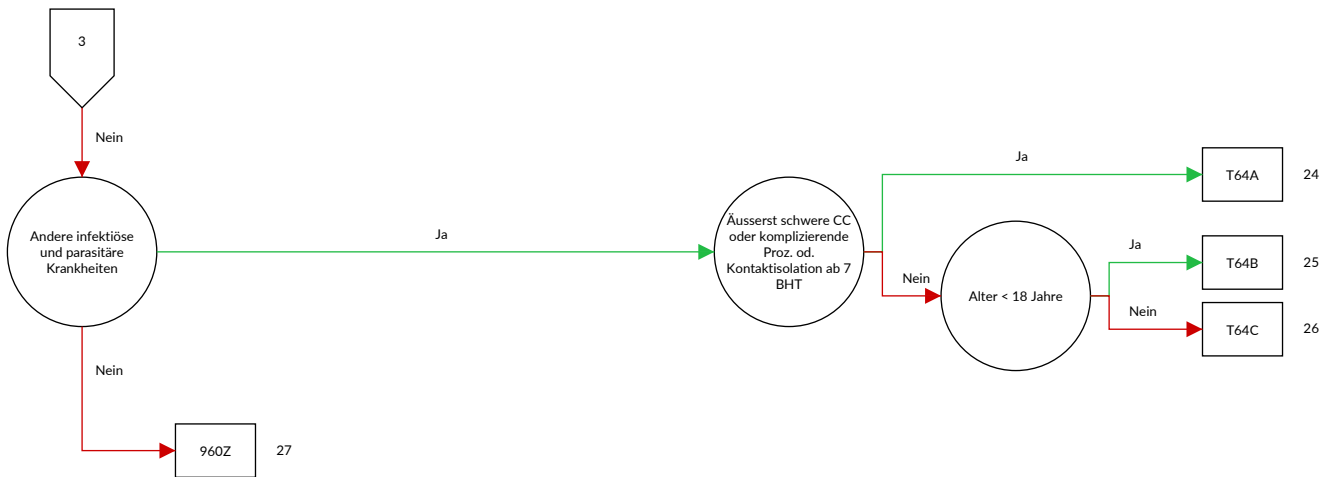 3
Nein
Andere infektiöse
und parasitäre
Krankheiten
Ja
Äusserst schwere CC
oder komplizierende
Proz. od.
Kontaktisolation ab 7
BHT
Ja
T64A
24
Nein
Alter < 18 Jahre
Ja
T64B
25
Nein
T64C
26
Nein
960Z
27